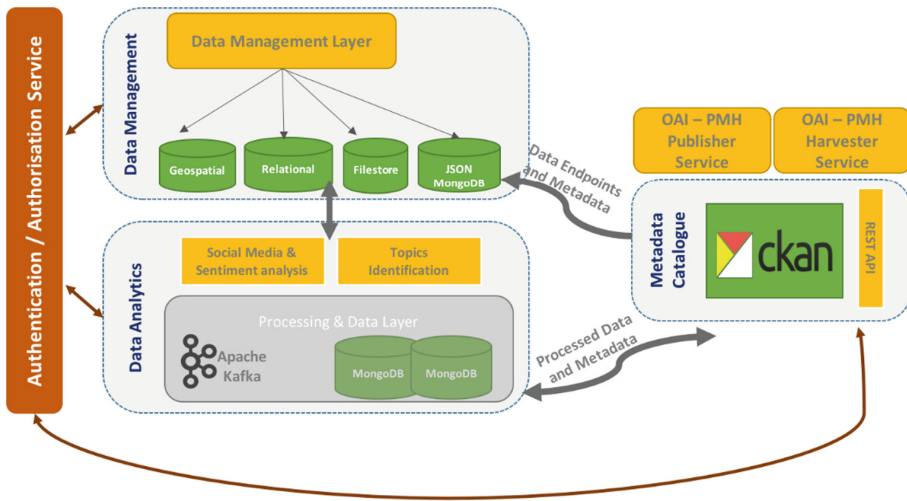 Authentication / Authorisation Service
Data Management
Data Management Layer
Geospatial
Relational
Filestore
JSON
MongoDB
Data Analytics
Social Media &
Sentiment analysis
Topics
Identification
Processing & Data Layer
Apache
Kafka
MongoDB
MongoDB
Data Endpoints
and Metadata
Processed Data
and Metadata
OAI – PMH
Publisher
Service
OAI – PMH
Harvester
Service
Metadata
Catalogue
ckan
REST API